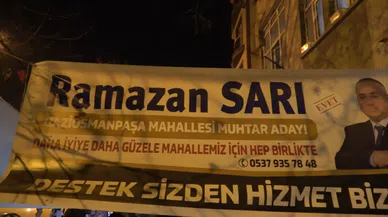 Ramazan SARI
EVET
GAZİOSMANPAŞA MAHALLESİ MUHTAR ADAYI
DAHA İYİYE DAHA GÜZELE MAHALLEMİZ İÇİN HEP BİRLİKTE
0537 935 78 48
DESTEK SİZDEN HİZMET BİZ